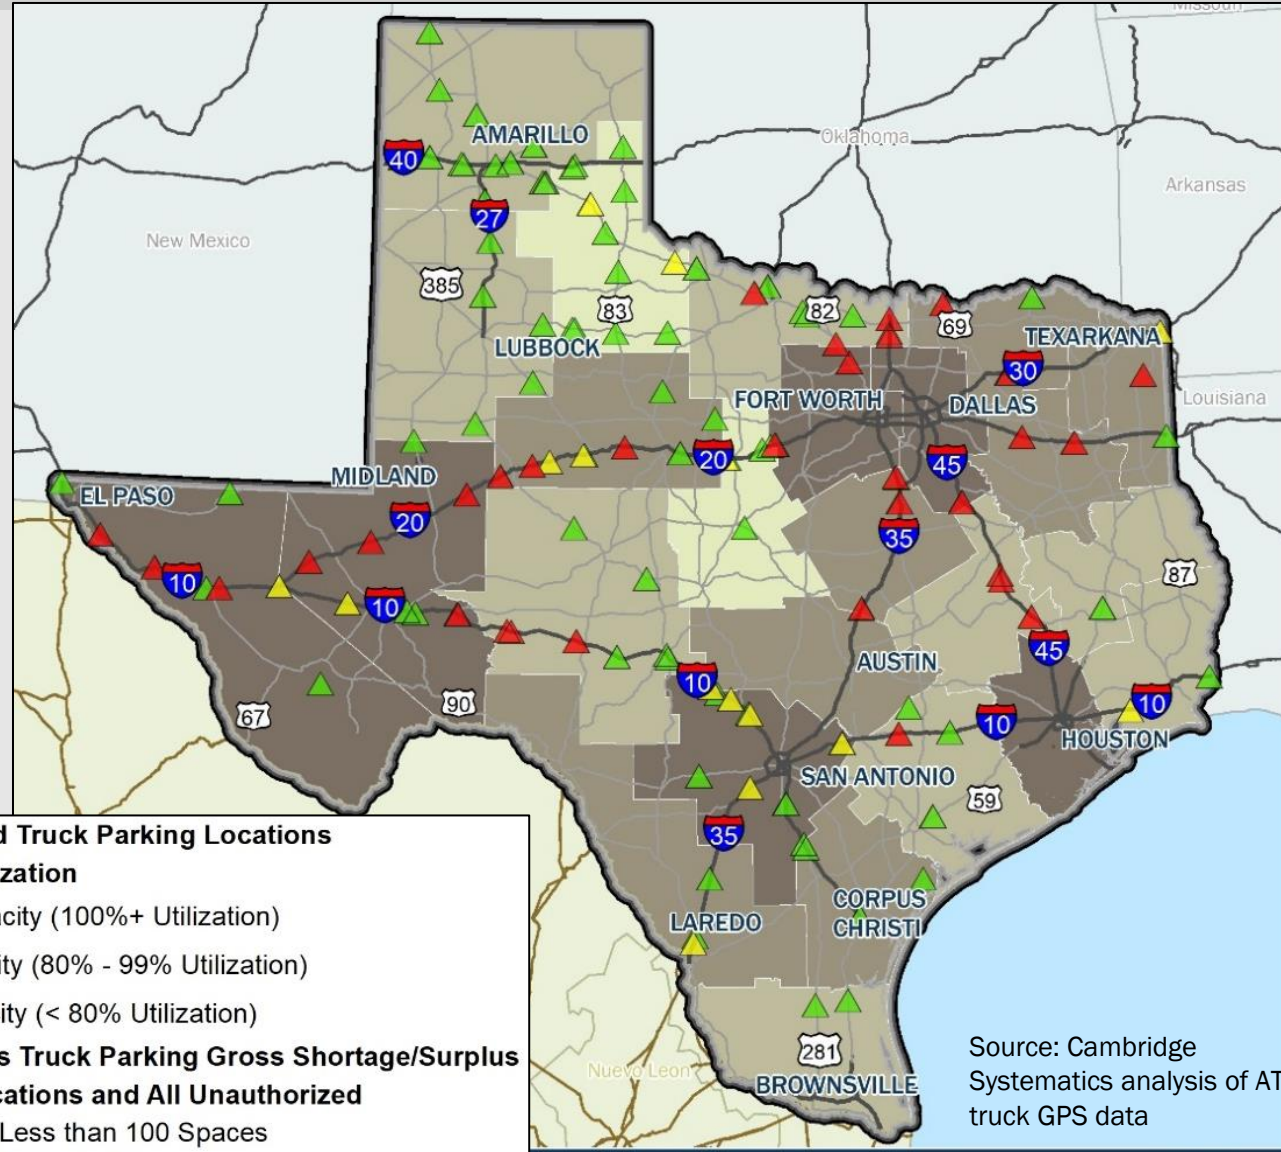 Missouri
Oklahoma
Arkansas
New Mexico
AMARILLO
40
27
385
83
82
69
TEXARKANA
30
LUBBOCK
FORT WORTH
DALLAS
Louisiana
MIDLAND
20
45
EL PASO
20
35
10
10
87
AUSTIN
45
10
10
10
67
90
HOUSTON
SAN ANTONIO
59
35
CORPUS
CHRISTI
LAREDO
281
Nuevo Leon
BROWNSVILLE
d Truck Parking Locations
zation
city (100%+ Utilization)
ity (80% - 99% Utilization)
ity (< 80% Utilization)
s Truck Parking Gross Shortage/Surplus
cations and All Unauthorized
Less than 100 Spaces
Source: Cambridge
Systematics analysis of AT
truck GPS data